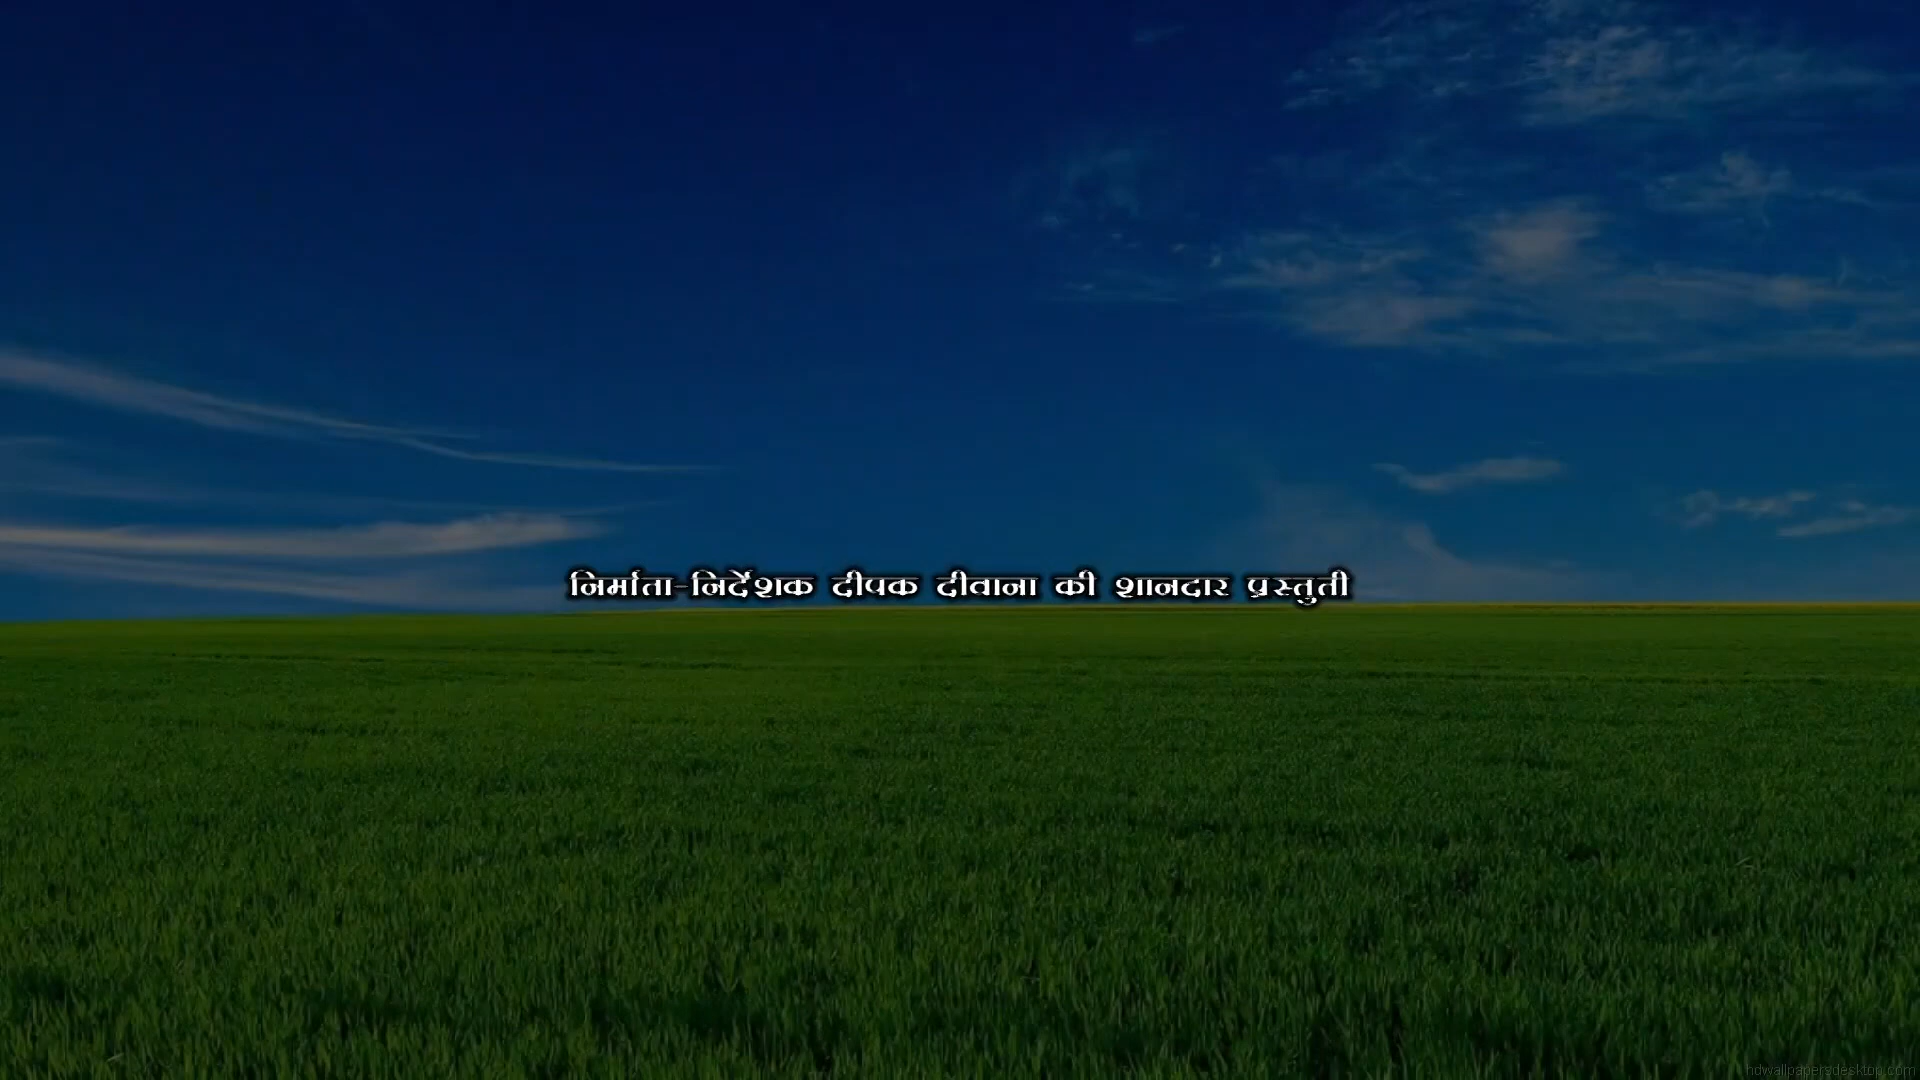 निर्माता-निर्देशक दीपक दीवाना की शानदार प्रस्तुती
hdwallpapersdesktop.com